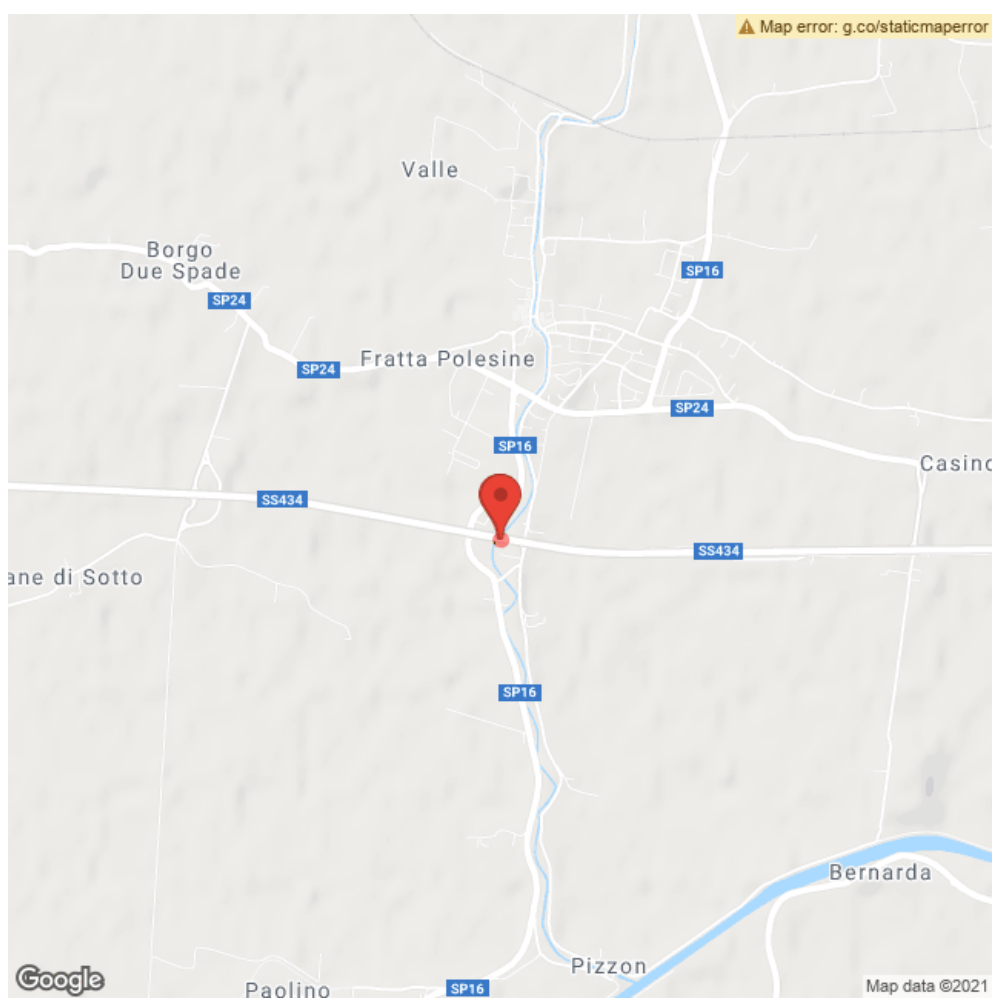 Map error: g.co/staticmaperror
Valle
Borgo
Due Spade
SP16
SP24
Fratta Polesine
SP24
SP24
SP16
Casino
SS434
SS434
ane di Sotto
SP16
Bernarda
Pizzon
Google
Paolino
SP16
Map data ©2021